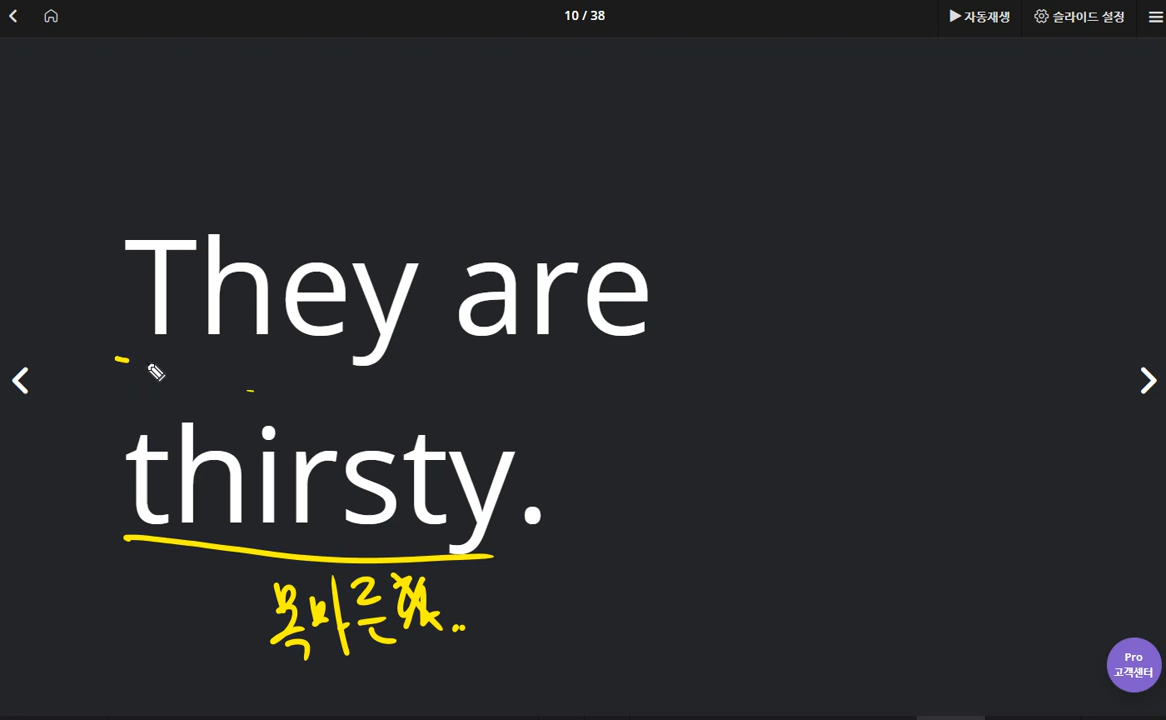 10 / 38
▶ 자동재생
슬라이드 설정
They are
thirsty.
목마른
Pro
고객센터